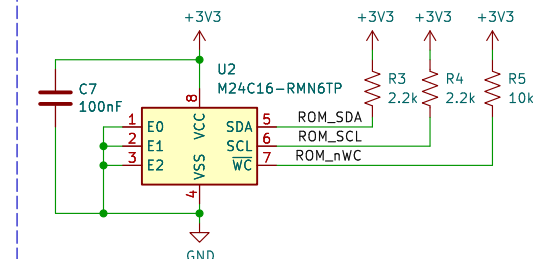 +3V3
+3V3
+3V3
+3V3
U2
M24C16-RMN6TP
C7
100nF
R3
2.2k
R4
2.2k
R5
10k
8
VCC
1
E0
2
E1
3
E2
SDA
5
ROM_SDA
SCL
6
ROM_SCL
WC
7
ROM_nWC
VSS
4
GND